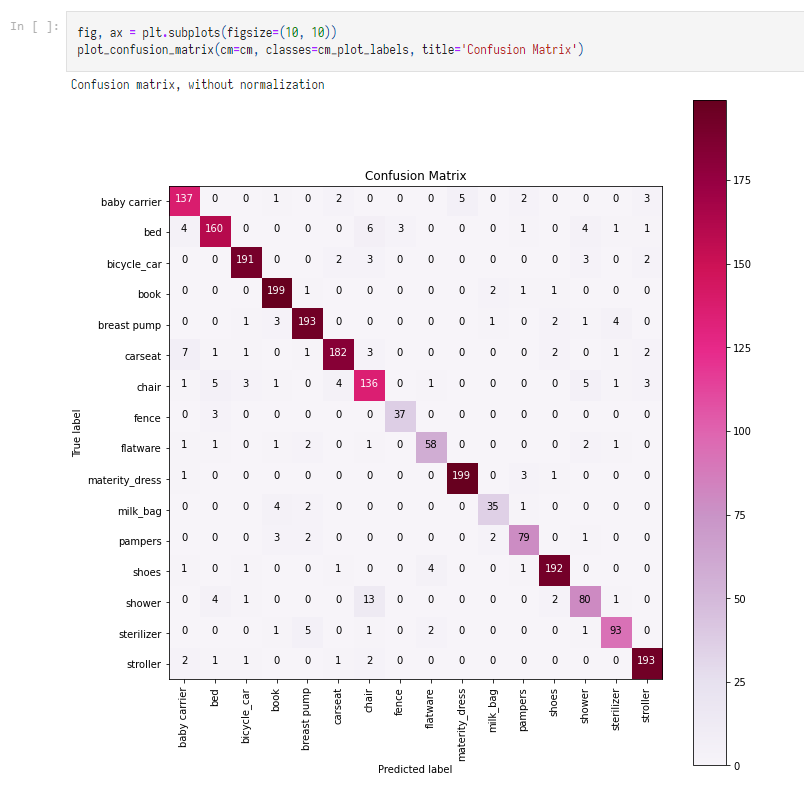 In [ ]:
fig, ax = plt.subplots(figsize=(10, 10))
plot_confusion_matrix(cm=cm, classes=cm_plot_labels, title='Confusion Matrix')
Confusion matrix, without normalization
Confusion Matrix
True label
baby carrier 137 0 0 1 0 2 0 0 0 5 0 2 0 0 0 3
bed 4 160 0 0 0 0 6 3 0 0 0 1 0 4 1 1
bicycle_car 0 0 191 0 0 2 3 0 0 0 0 0 0 3 0 2
book 0 0 0 199 1 0 0 0 0 0 2 1 1 0 0 0
breast pump 0 0 1 3 193 0 0 0 0 0 1 0 2 1 4 0
carseat 7 1 1 0 1 182 3 0 0 0 0 0 2 0 1 2
chair 1 5 3 1 0 4 136 0 1 0 0 0 0 5 1 3
fence 0 3 0 0 0 0 0 37 0 0 0 0 0 0 0 0
flatware 1 1 0 1 2 0 1 0 58 0 0 0 0 2 1 0
materity_dress 1 0 0 0 0 0 0 0 0 199 0 3 1 0 0 0
milk_bag 0 0 0 4 2 0 0 0 0 0 35 1 0 0 0 0
pampers 0 0 0 3 2 0 0 0 0 0 2 79 0 1 0 0
shoes 1 0 1 0 0 1 0 0 4 0 0 1 192 0 0 0
shower 0 4 1 0 0 0 13 0 0 0 0 0 2 80 1 0
sterilizer 0 0 0 1 5 0 1 0 2 0 0 0 0 1 93 0
stroller 2 1 1 0 0 1 2 0 0 0 0 0 0 0 0 193
baby carrier
bed
bicycle_car
book
breast pump
carseat
chair
fence
flatware
materity_dress
milk_bag
pampers
shoes
shower
sterilizer
stroller
Predicted label
175
150
125
100
75
50
25
0